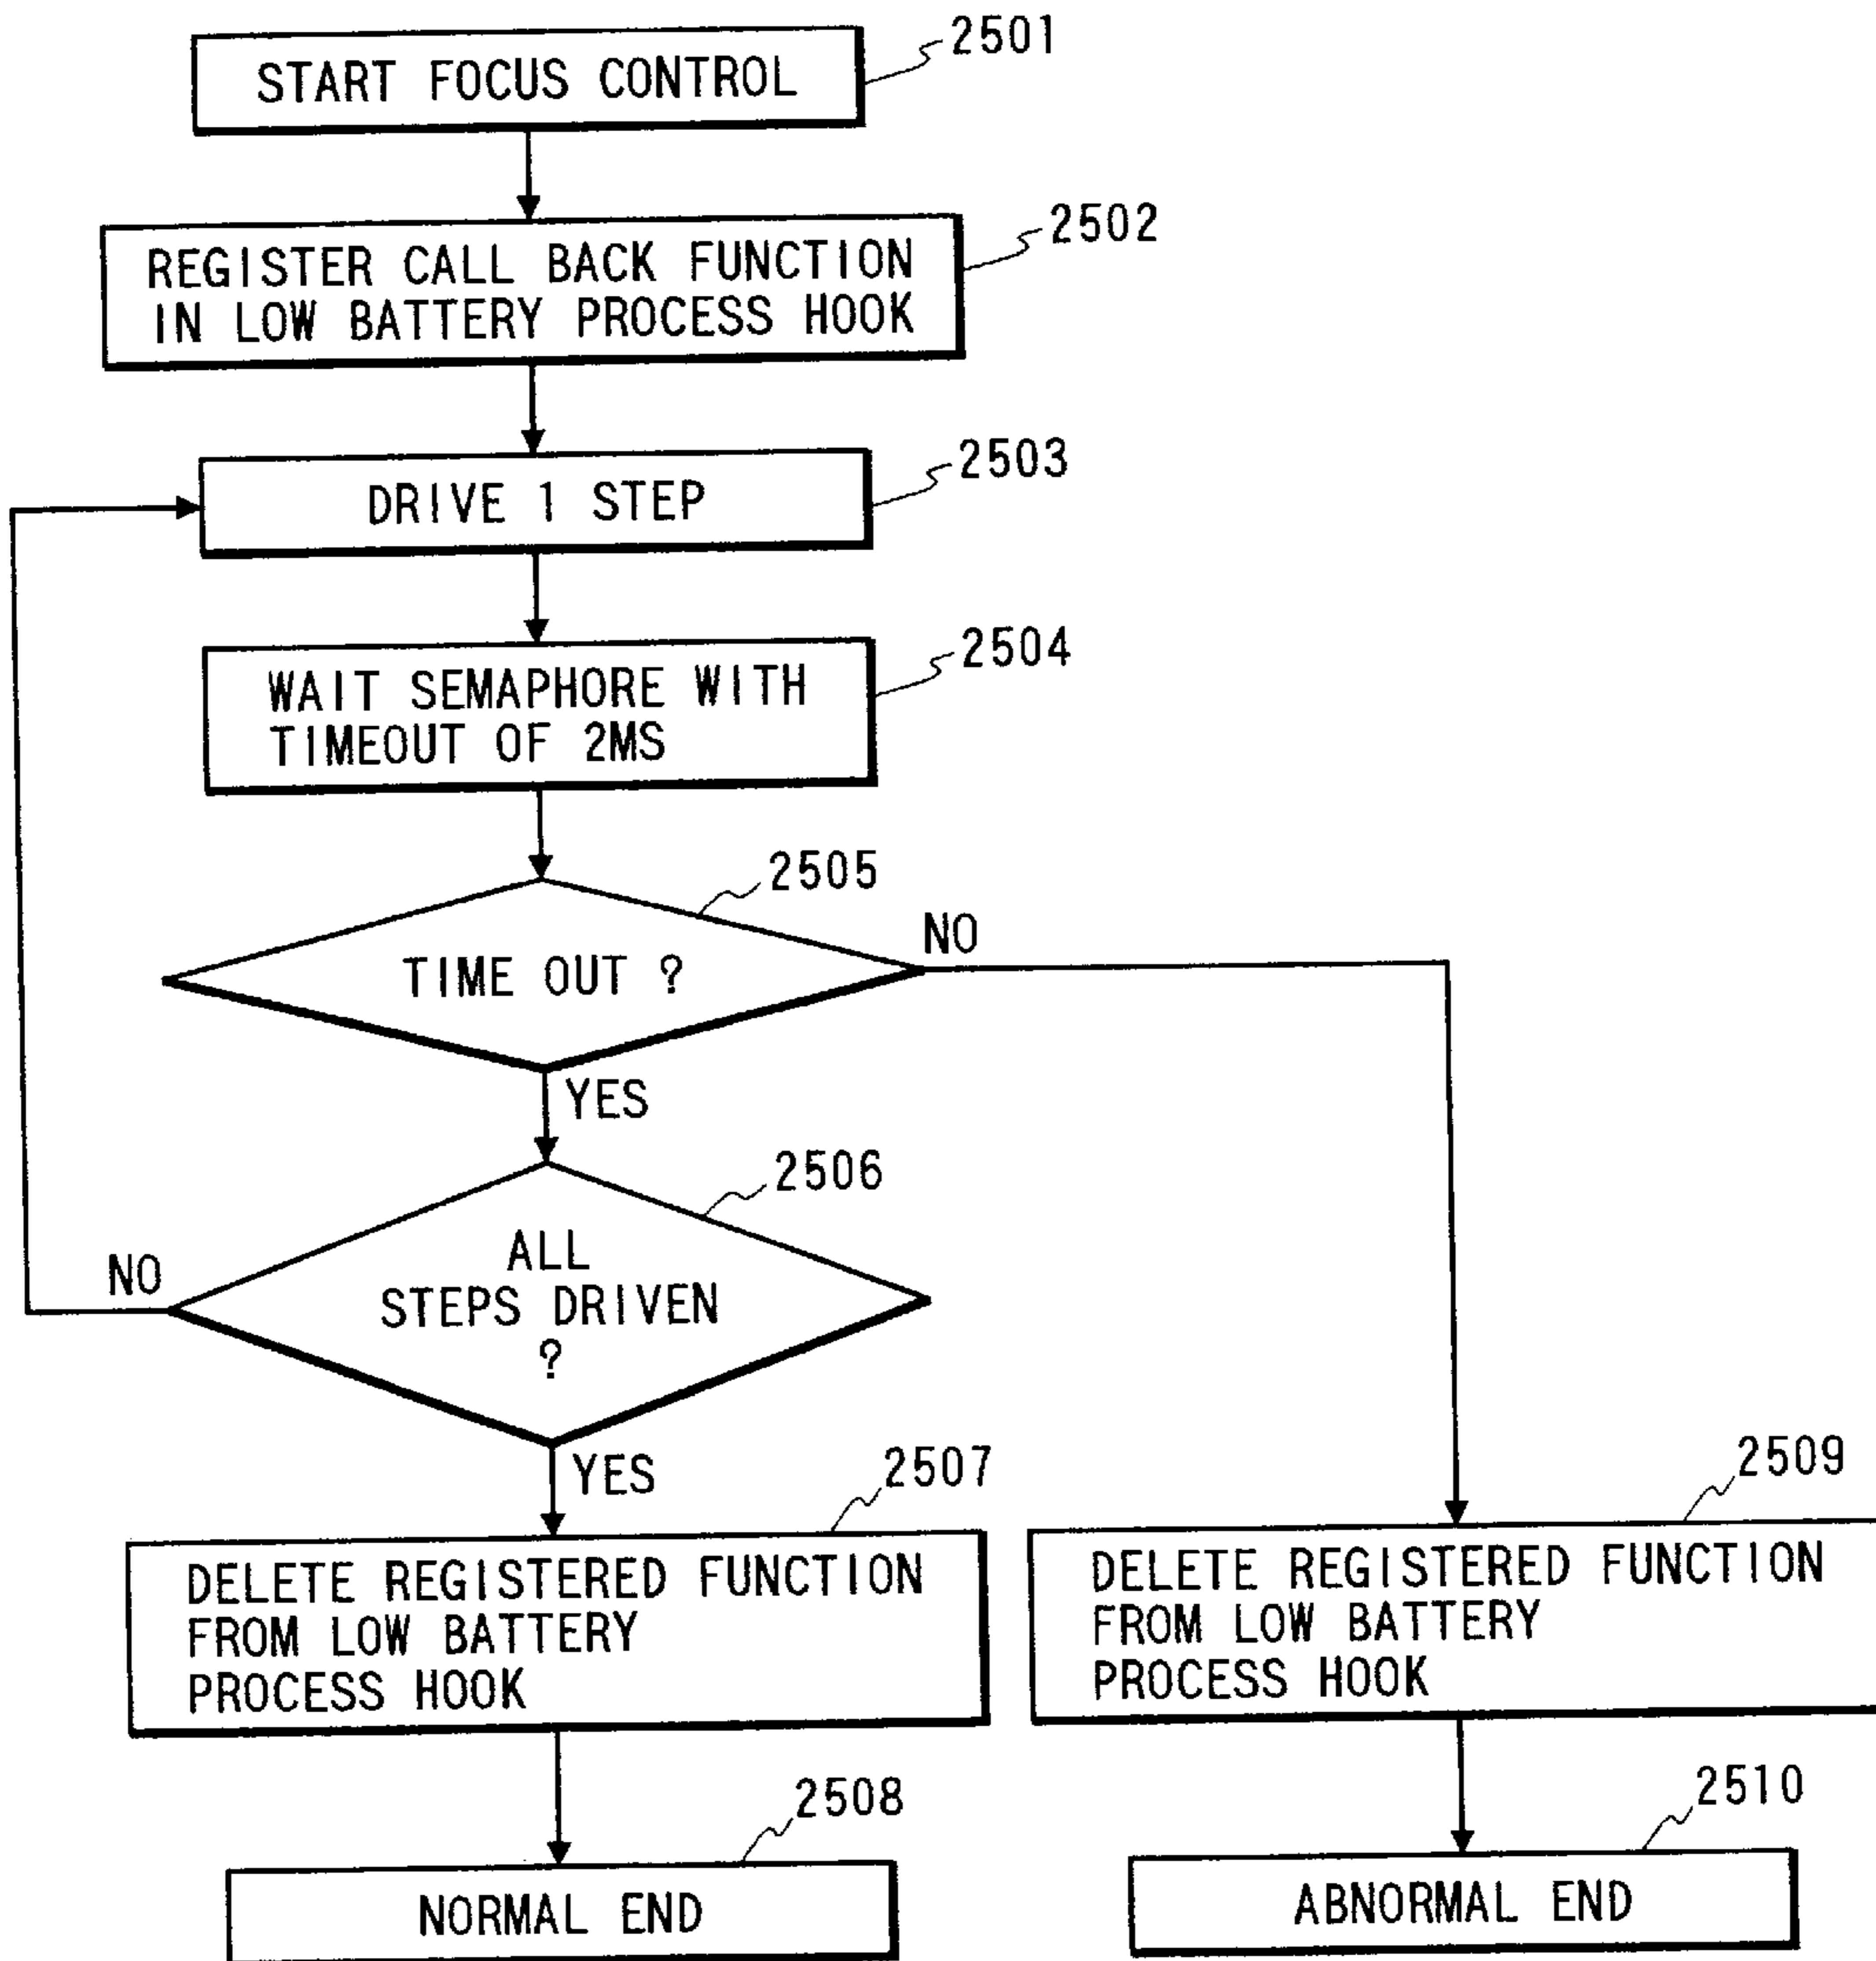 2501
START FOCUS CONTROL
2502
REGISTER CALL BACK FUNCTION
IN LOW BATTERY PROCESS HOOK
2503
DRIVE 1 STEP
2504
WAIT SEMAPHORE WITH
TIMEOUT OF 2MS
2505
TIME OUT ?
NO
YES
2506
ALL
STEPS DRIVEN
?
NO
YES
2507
DELETE REGISTERED FUNCTION
FROM LOW BATTERY
PROCESS HOOK
2508
NORMAL END
2509
DELETE REGISTERED FUNCTION
FROM LOW BATTERY
PROCESS HOOK
2510
ABNORMAL END